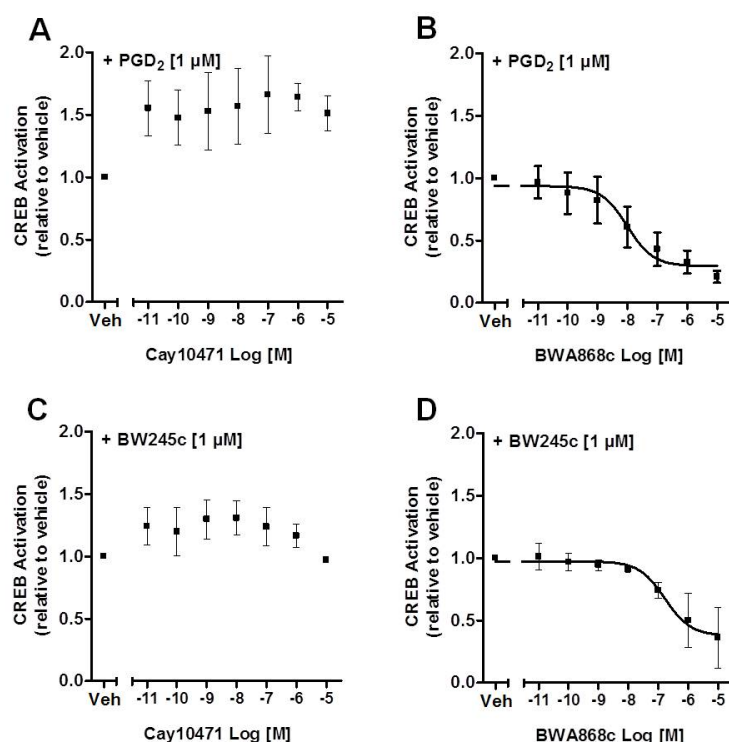 A
+ PGD₂ [1 µM]
CREB Activation
(relative to vehicle)
2.0
1.5
1.0
0.5
0.0
Veh -11 -10 -9 -8 -7 -6 -5
Cay10471 Log [M]
B
+ PGD₂ [1 µM]
CREB Activation
(relative to vehicle)
2.0
1.5
1.0
0.5
0.0
Veh -11 -10 -9 -8 -7 -6 -5
BWA868c Log [M]
C
+ BW245c [1 µM]
CREB Activation
(relative to vehicle)
2.0
1.5
1.0
0.5
0.0
Veh -11 -10 -9 -8 -7 -6 -5
Cay10471 Log [M]
D
+ BW245c [1 µM]
CREB Activation
(relative to vehicle)
2.0
1.5
1.0
0.5
0.0
Veh -11 -10 -9 -8 -7 -6 -5
BWA868c Log [M]